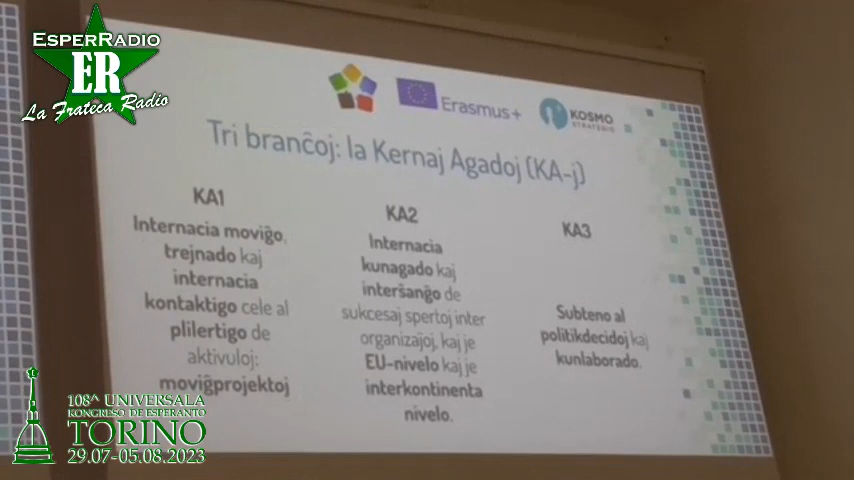 EsperRadio
ER
La Frateca Radio
Erasmus+
KOSMO
STRATEGIO
Tri branĉoj: la Kernaj Agadoj (KA-j)
KA1
Internacia moviĝo,
trejnado kaj
internacia
kontaktigo cele al
plilertigo de
aktivuloj:
moviĝprojektoj
KA2
Internacia
kunagado kaj
interŝanĝo de
sukcesaj spertoj inter
organizaĵoj, kaj je
EU-nivelo kaj je
interkontinenta
nivelo.
KA3
Subteno al
politikdecidoj kaj
kunlaborado.
108ª UNIVERSALA
KONGRESO DE ESPERANTO
TORINO
29.07-05.08.2023